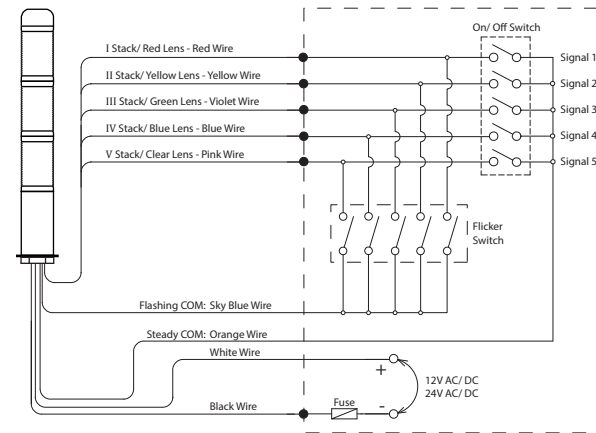 On/ Off Switch
I Stack/ Red Lens - Red Wire
Signal 1
II Stack/ Yellow Lens - Yellow Wire
Signal 2
III Stack/ Green Lens - Violet Wire
Signal 3
IV Stack/ Blue Lens - Blue Wire
Signal 4
V Stack/ Clear Lens - Pink Wire
Signal 5
Flicker
Switch
Flashing COM: Sky Blue Wire
Steady COM: Orange Wire
White Wire
+
12V AC/ DC
24V AC/ DC
Black Wire
Fuse
-